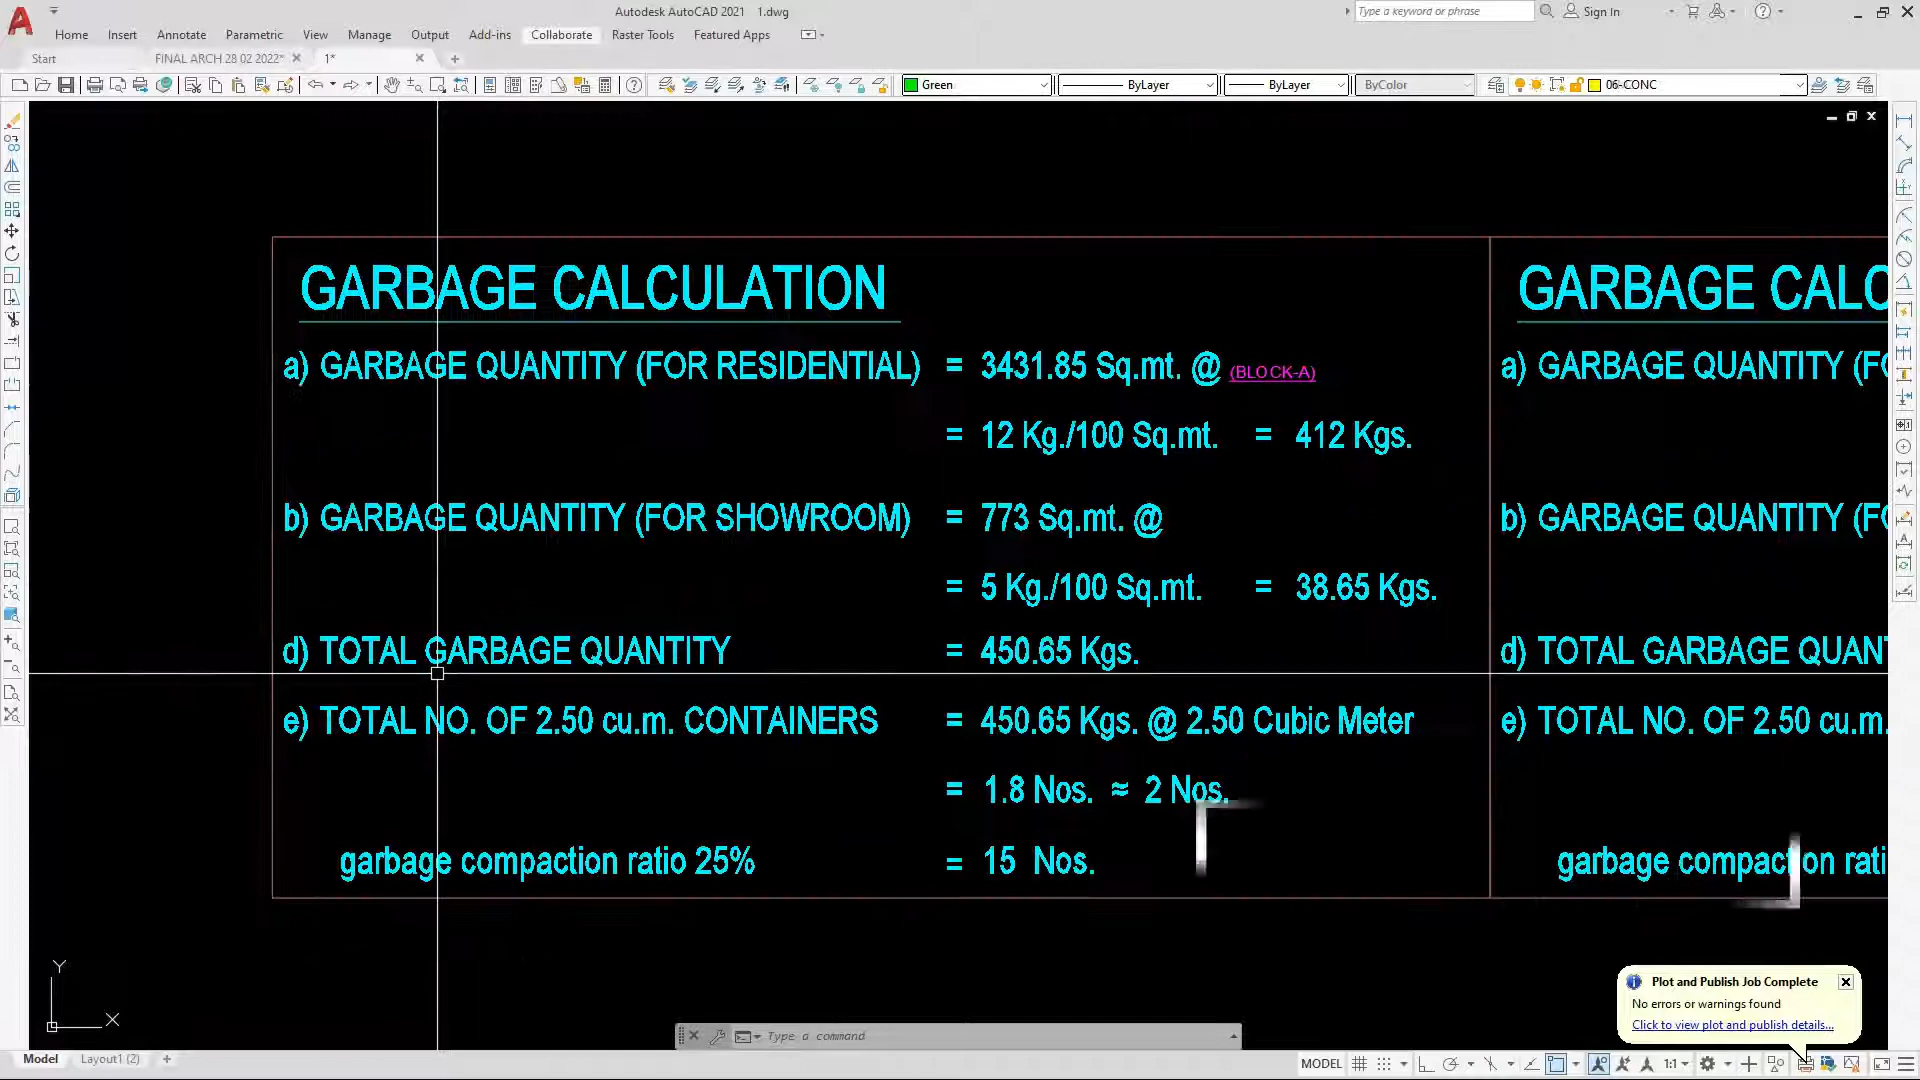 Autodesk AutoCAD 2021 1.dwg
Type a keyword or phrase
Sign In
Home Insert Annotate Parametric View Manage Output Add-ins Collaborate Raster Tools Featured Apps
Start FINAL ARCH 28 02 2022* 1*
Green ByLayer ByLayer ByColor 06-CONC
GARBAGE CALCULATION
a) GARBAGE QUANTITY (FOR RESIDENTIAL) = 3431.85 Sq.mt. @ (BLOCK-A)
= 12 Kg./100 Sq.mt. = 412 Kgs.
b) GARBAGE QUANTITY (FOR SHOWROOM) = 773 Sq.mt. @
= 5 Kg./100 Sq.mt. = 38.65 Kgs.
d) TOTAL GARBAGE QUANTITY = 450.65 Kgs.
e) TOTAL NO. OF 2.50 cu.m. CONTAINERS = 450.65 Kgs. @ 2.50 Cubic Meter
= 1.8 Nos. ≈ 2 Nos.
garbage compaction ratio 25% = 15 Nos.
GARBAGE CALC
a) GARBAGE QUANTITY (FO
b) GARBAGE QUANTITY (FO
d) TOTAL GARBAGE QUANT
e) TOTAL NO. OF 2.50 cu.m.
garbage compaction rati
Y
X
Plot and Publish Job Complete
No errors or warnings found
Click to view plot and publish details...
Type a command
Model Layout1 (2)
MODEL 1:1